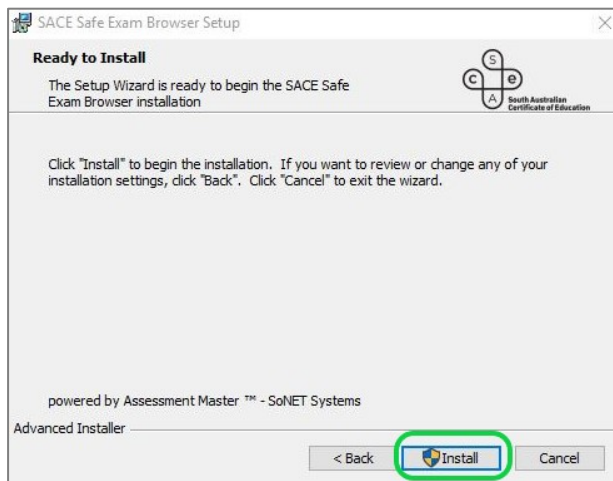 SACE Safe Exam Browser Setup
Ready to Install
The Setup Wizard is ready to begin the SACE Safe
Exam Browser installation
S
C e
A
South Australian
Certificate of Education
Click "Install" to begin the installation. If you want to review or change any of your
installation settings, click "Back". Click "Cancel" to exit the wizard.
powered by Assessment Master ™ - SoNET Systems
Advanced Installer
< Back Install Cancel